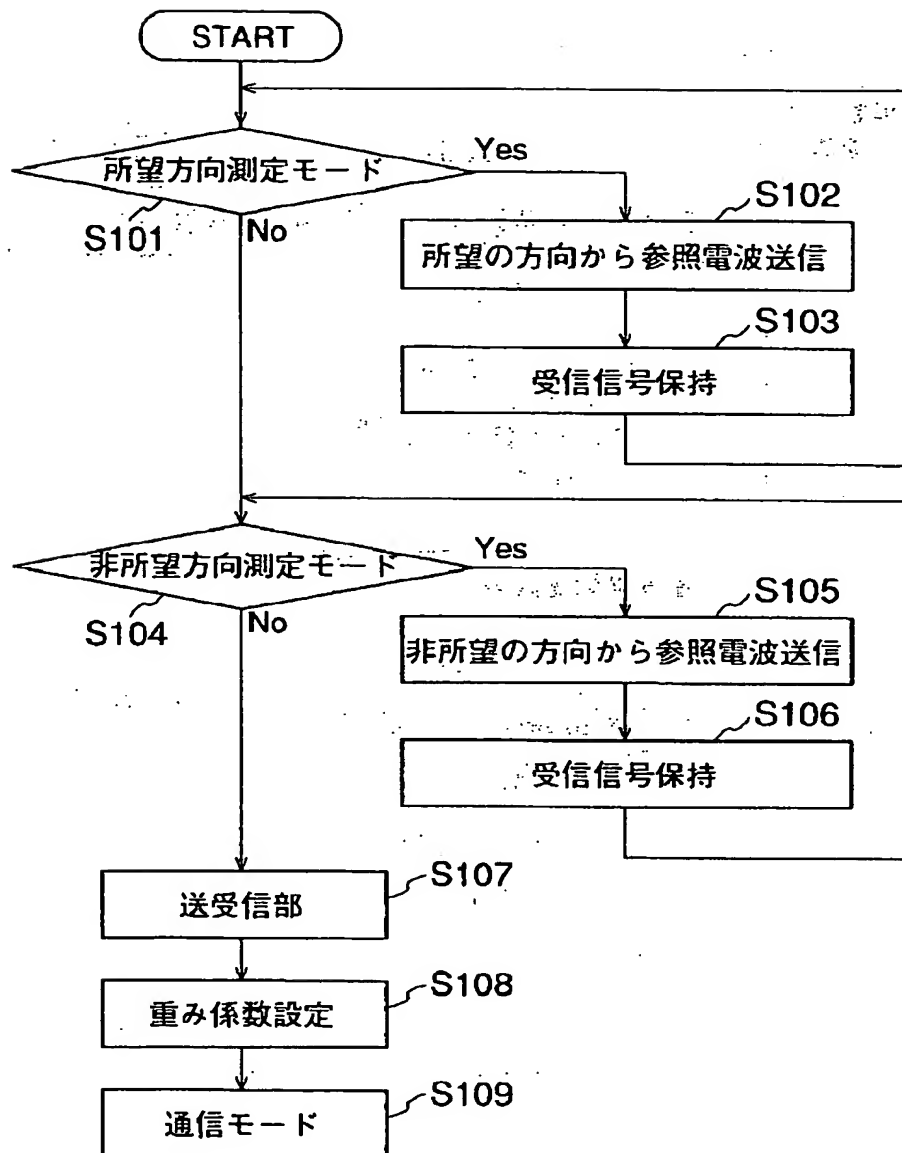 START
所望方向測定モード
Yes
S101
No
S102
所望の方向から参照電波送信
S103
受信信号保持
非所望方向測定モード
Yes
S104
No
S105
非所望の方向から参照電波送信
S106
受信信号保持
S107
送受信部
S108
重み係数設定
S109
通信モード